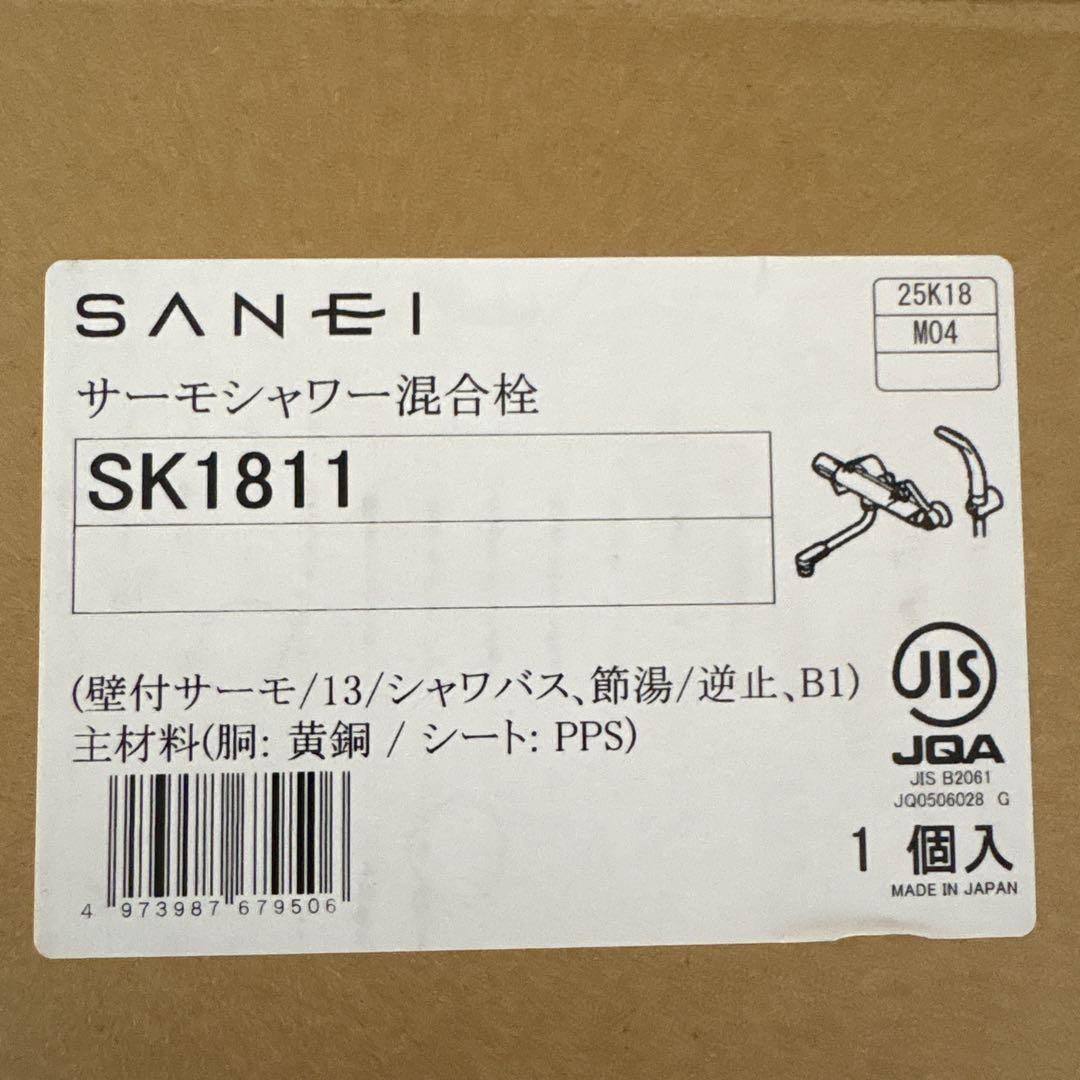 SANEI
25K18
M04
サーモシャワー混合栓
SK1811
(壁付サーモ/13/シャワバス、節湯/逆止、B1)
主材料(胴: 黄銅 / シート: PPS)
JIS
JQA
JIS B2061
JQ0506028 G
1 個入
MADE IN JAPAN
4 973987 679506